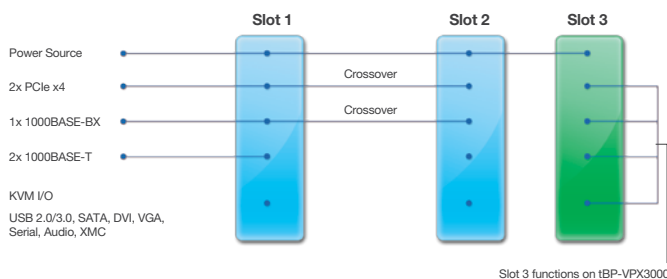 Slot 1
Slot 2
Slot 3
Power Source
2x PCIe x4
Crossover
1x 1000BASE-BX
Crossover
2x 1000BASE-T
KVM I/O
USB 2.0/3.0, SATA, DVI, VGA,
Serial, Audio, XMC
Slot 3 functions on tBP-VPX3000